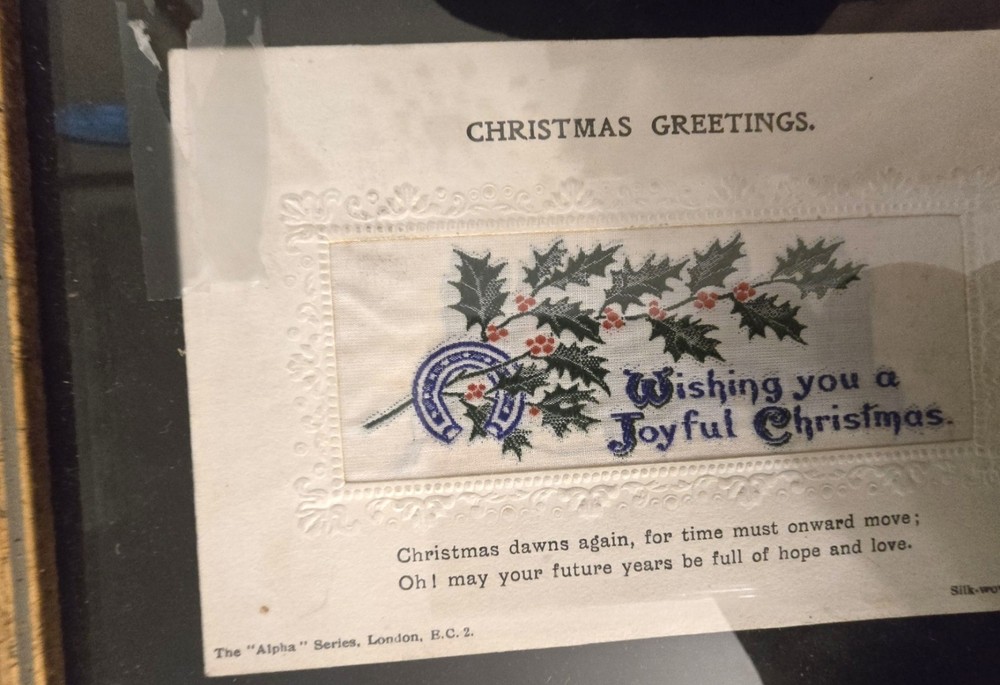 CHRISTMAS GREETINGS.
Wishing you a
Joyful Christmas.
Christmas dawns again, for time must onward move;
Oh! may your future years be full of hope and love.
The "Alpha" Series, London, E.C. 2.